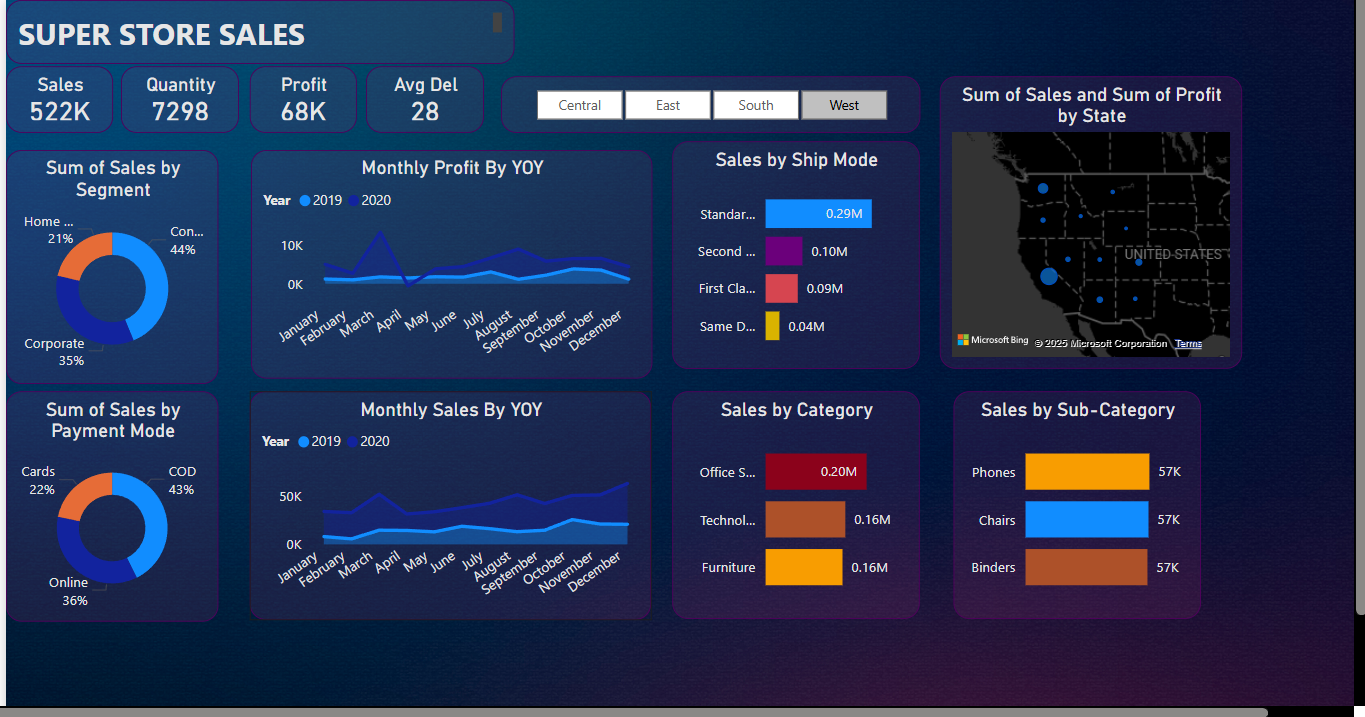 SUPER STORE SALES
Sales
522K
Quantity
7298
Profit
68K
Avg Del
28
Central
East
South
West
Sum of Sales and Sum of Profit
by State
UNITED STATES
Microsoft Bing
© 2025 Microsoft Corporation
Terms
Sum of Sales by
Segment
Home ...
21%
Con...
44%
Corporate
35%
Monthly Profit By YOY
Year 2019 2020
10K
0K
January
February
March
April
May
June
July
August
September
October
November
December
Sales by Ship Mode
Standar...
0.29M
Second ...
0.10M
First Cla...
0.09M
Same D...
0.04M
Sum of Sales by
Payment Mode
Cards
22%
COD
43%
Online
36%
Monthly Sales By YOY
Year 2019 2020
50K
0K
January
February
March
April
May
June
July
August
September
October
November
December
Sales by Category
Office S...
0.20M
Technol...
0.16M
Furniture
0.16M
Sales by Sub-Category
Phones
57K
Chairs
57K
Binders
57K